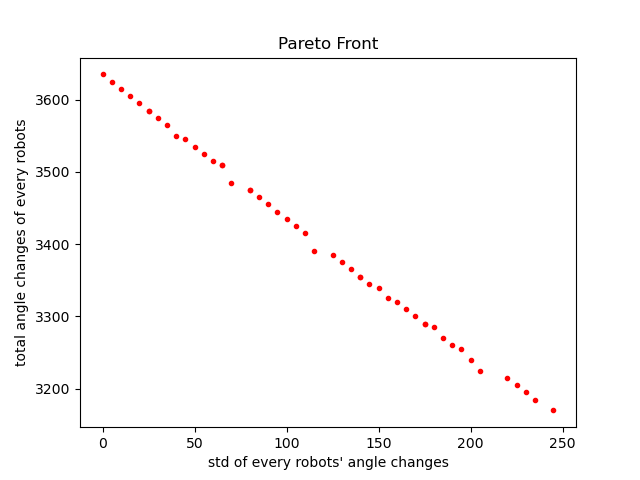 Pareto Front
total angle changes of every robots
3600
3500
3400
3300
3200
0 50 100 150 200 250
std of every robots' angle changes